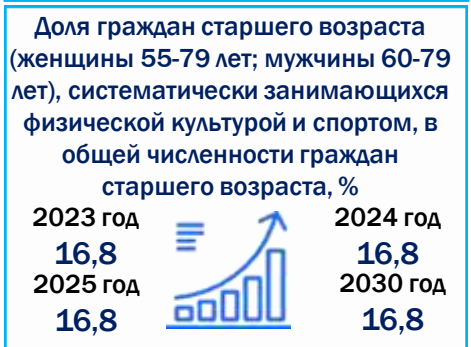 Доля граждан старшего возраста
(женщины 55-79 лет; мужчины 60-79
лет), систематически занимающихся
физической культурой и спортом, в
общей численности граждан
старшего возраста, %
2023 год
2024 год
16,8
16,8
2025 год
2030 год
16,8
16,8